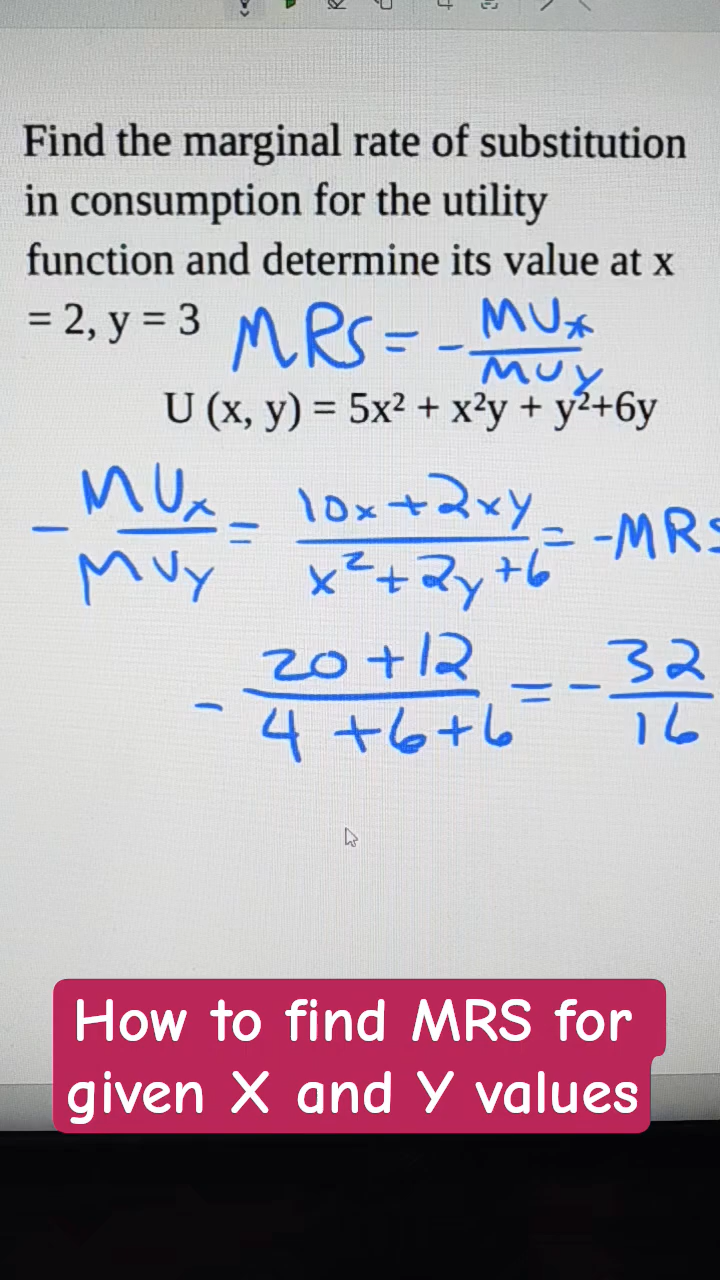 Find the marginal rate of substitution
in consumption for the utility
function and determine its value at x
= 2, y = 3 MRS = - MUx / MUy
U (x, y) = 5x² + x²y + y²+6y
- MUx / MUy = 10x + 2xy / x² + 2y + 6 = -MRS
- 20 + 12 / 4 + 6 + 6 = - 32 / 16
How to find MRS for
given X and Y values